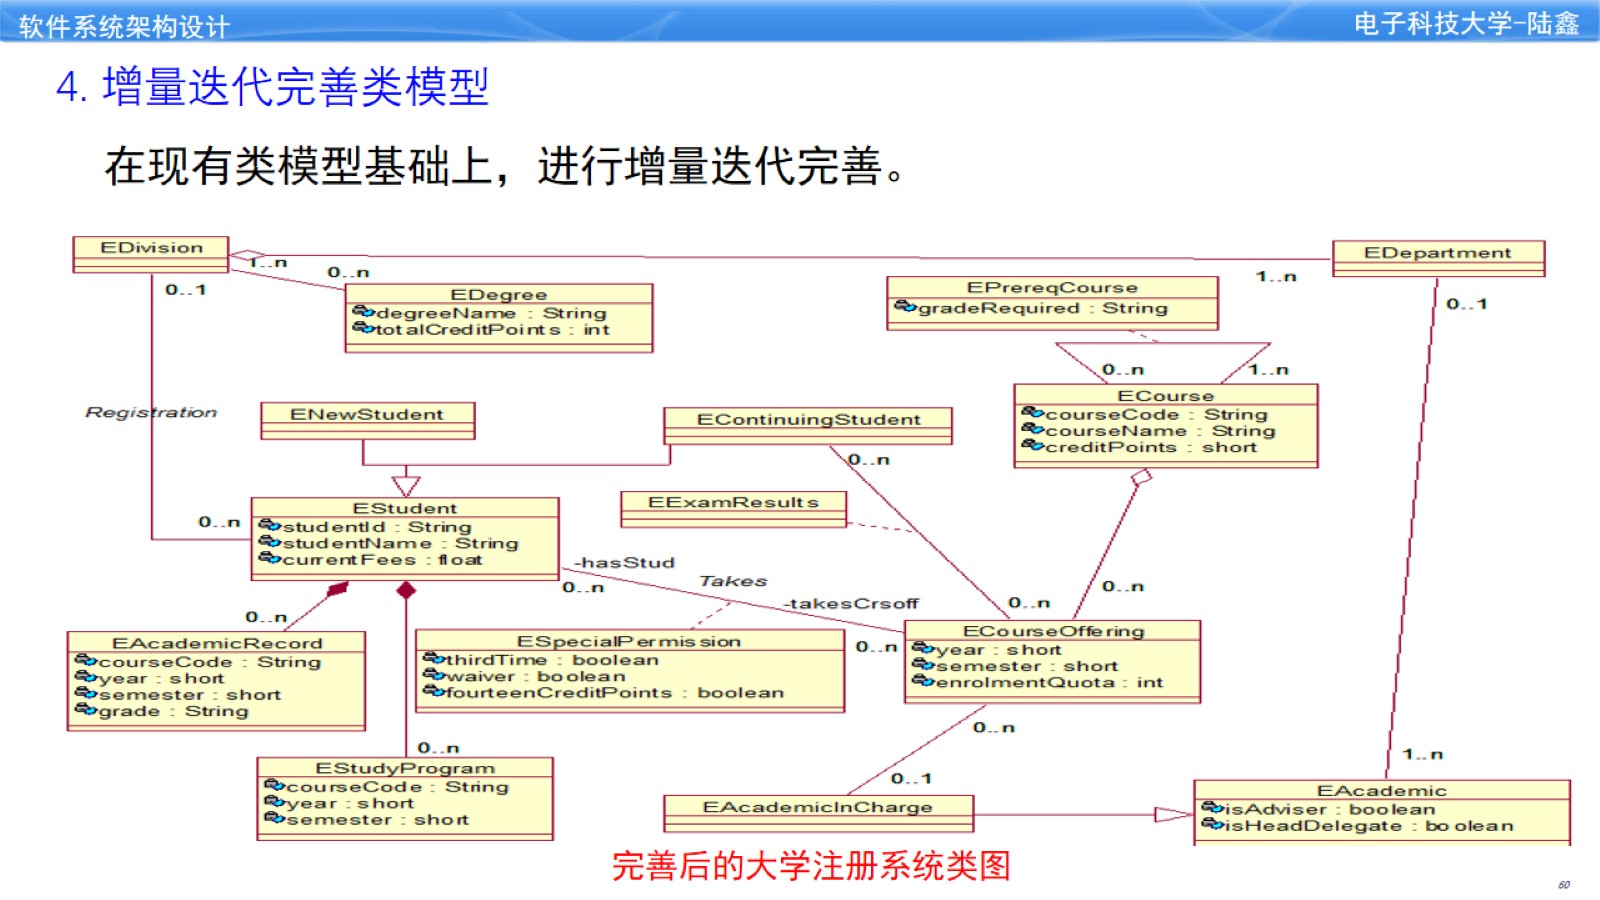 软件系统架构设计
电子科技大学-陆鑫
4. 增量迭代完善类模型
在现有类模型基础上，进行增量迭代完善。
EDivision
1..n
0..n
0..1
EDegree
degreeName : String
totalCreditPoints : int
EDepartment
1..n
0..1
EPrereqCourse
gradeRequired : String
0..n
1..n
ECourse
courseCode : String
courseName : String
creditPoints : short
Registration
ENewStudent
EContinuingStudent
0..n
EExamResults
0..n
EStudent
studentId : String
studentName : String
currentFees : float
-hasStud
0..n
Takes
-takesCrsoff
0..n
0..n
0..n
0..n
EAcademicRecord
courseCode : String
year : short
semester : short
grade : String
ESpecialPermission
thirdTime : boolean
waiver : boolean
fourteenCreditPoints : boolean
ECourseOffering
year : short
semester : short
enrolmentQuota : int
0..n
0..n
EStudyProgram
courseCode : String
year : short
semester : short
0..1
EAcademicInCharge
1..n
EAcademic
isAdviser : boolean
isHeadDelegate : boolean
完善后的大学注册系统类图
60